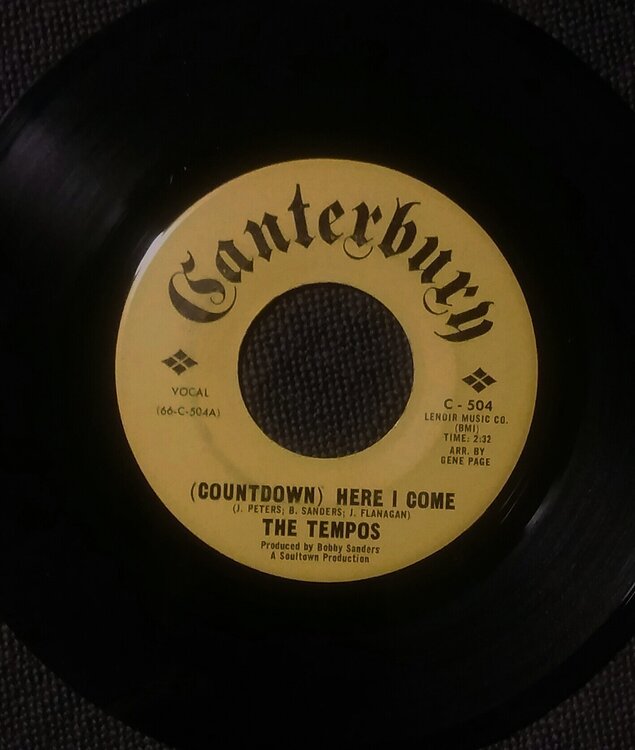 Canterbury
VOCAL
(66-C-504A)
C - 504
LENOIR MUSIC CO.
(BMI)
TIME: 2:32
ARR. BY
GENE PAGE
(COUNTDOWN) HERE I COME
(J. PETERS; B. SANDERS; J. FLANAGAN)
THE TEMPOS
Produced by Bobby Sanders
A Soultown Production